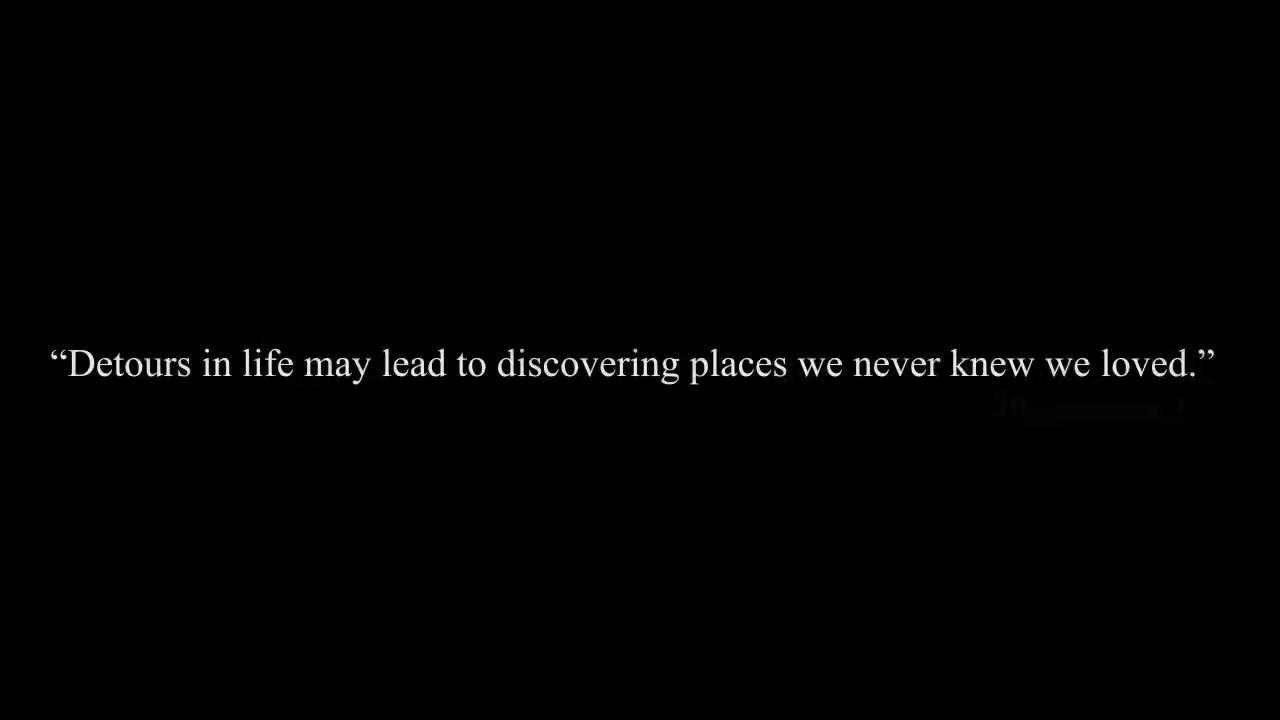 “Detours in life may lead to discovering places we never knew we loved.”